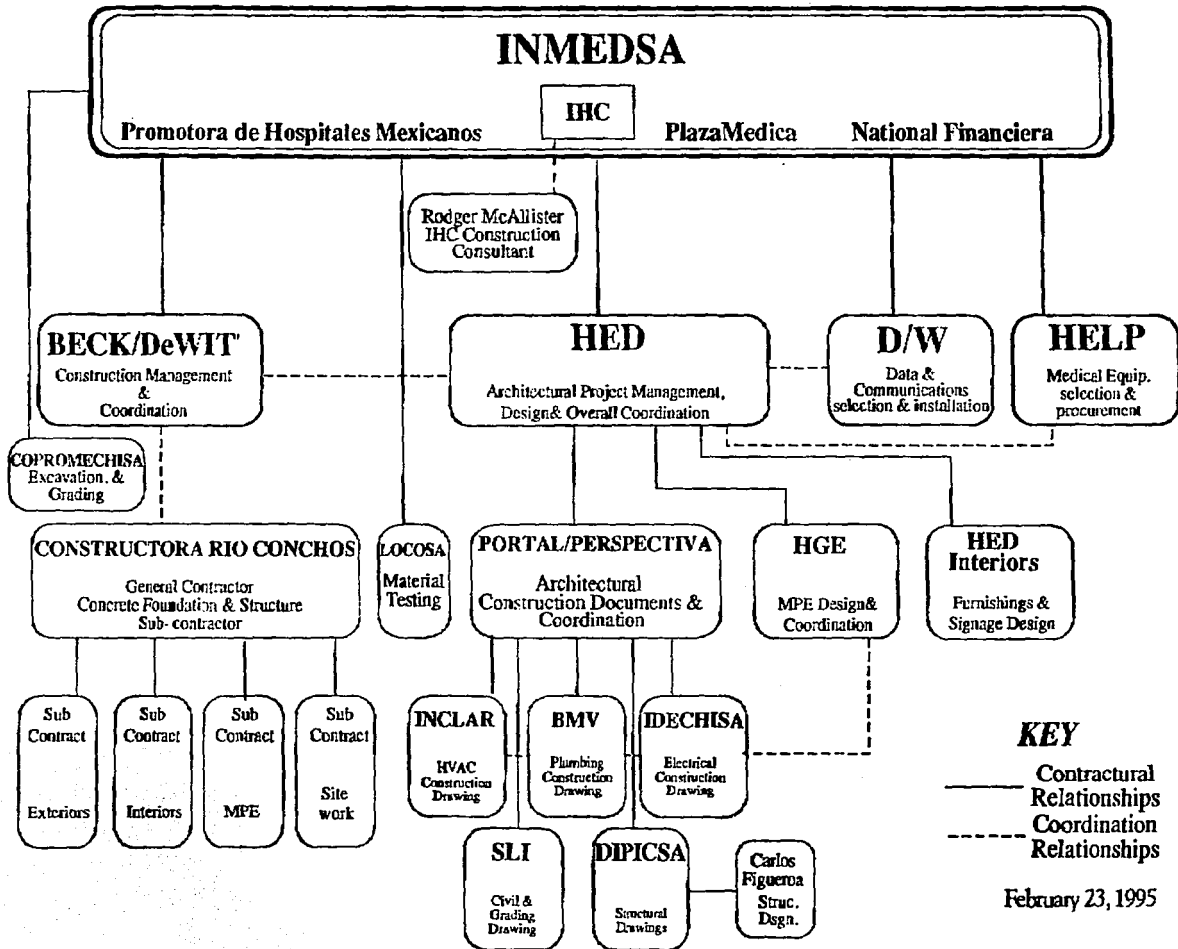 INMEDSA
IHC
Promotora de Hospitales Mexicanos
PlazaMedica
National Financiera
Rodger McAllister
IHC Construction
Consultant
BECK/DeWIT'
Construction Management
&
Coordination
HED
Architectural Project Management,
Design& Overall Coordination
D/W
Data &
Communications
selection & installation
HELP
Medical Equip.
selection &
procurement
COPROMECHISA
Excavation. &
Grading
CONSTRUCTORA RIO CONCHOS
General Contractor
Concrete Foundation & Structure
Sub- contractor
LOCOSA
Material
Testing
PORTAL/PERSPECTIVA
Architectural
Construction Documents &
Coordination
HGE
MPE Design&
Coordination
HED
Interiors
Furnishings &
Signage Design
Sub
Contract
Exteriors
Sub
Contract
Interiors
Sub
Contract
MPE
Sub
Contract
Site
work
INCLAR
HVAC
Construction
Drawing
BMV
Plumbing
Construction
Drawing
IDECHISA
Electrical
Construction
Drawing
SLI
Civil &
Grading
Drawing
DIPICSA
Structural
Drawings
Carlos
Figueroa
Struc.
Dsgn.
KEY
Contractural
Relationships
Coordination
Relationships
February 23, 1995